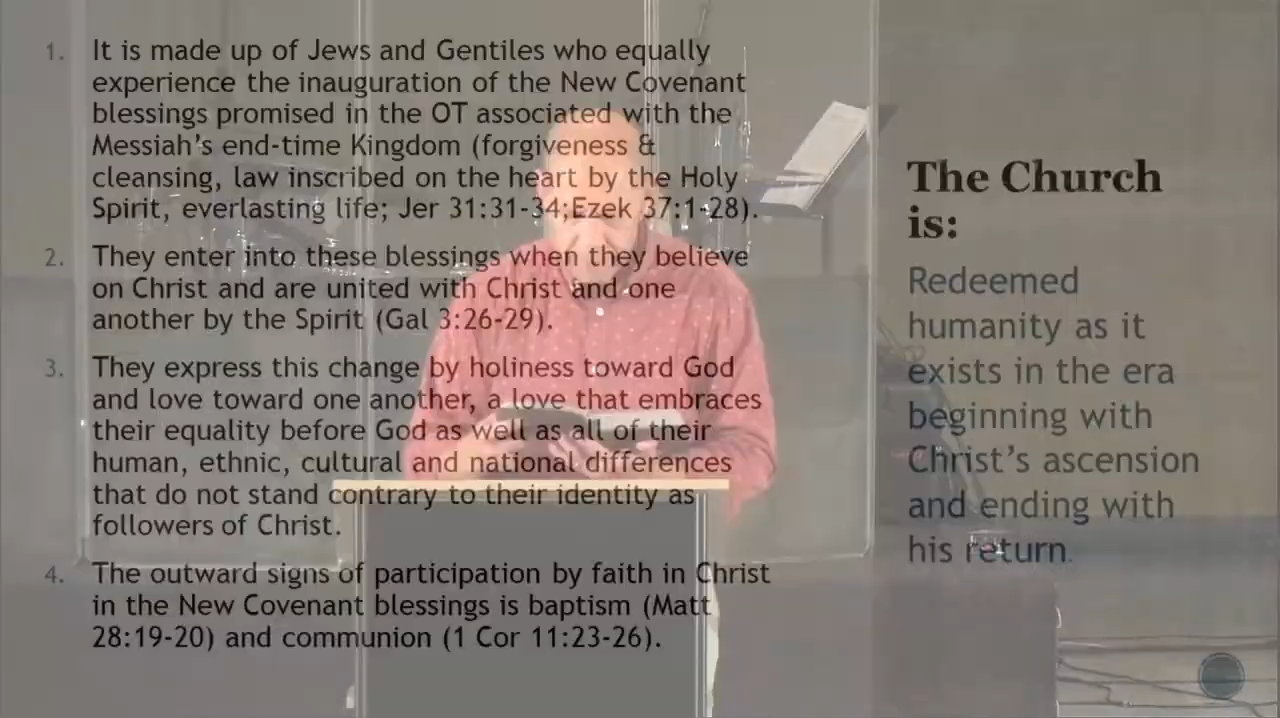 1. It is made up of Jews and Gentiles who equally
experience the inauguration of the New Covenant
blessings promised in the OT associated with the
Messiah's end-time Kingdom (forgiveness &
cleansing, law inscribed on the heart by the Holy
Spirit, everlasting life; Jer 31:31-34;Ezek 37:1-28).
2. They enter into these blessings when they believe
on Christ and are united with Christ and one
another by the Spirit (Gal 3:26-29).
3. They express this change by holiness toward God
and love toward one another, a love that embraces
their equality before God as well as all of their
human, ethnic, cultural and national differences
that do not stand contrary to their identity as
followers of Christ.
4. The outward signs of participation by faith in Christ
in the New Covenant blessings is baptism (Matt
28:19-20) and communion (1 Cor 11:23-26).
The Church
is:
Redeemed
humanity as it
exists in the era
beginning with
Christ's ascension
and ending with
his return.